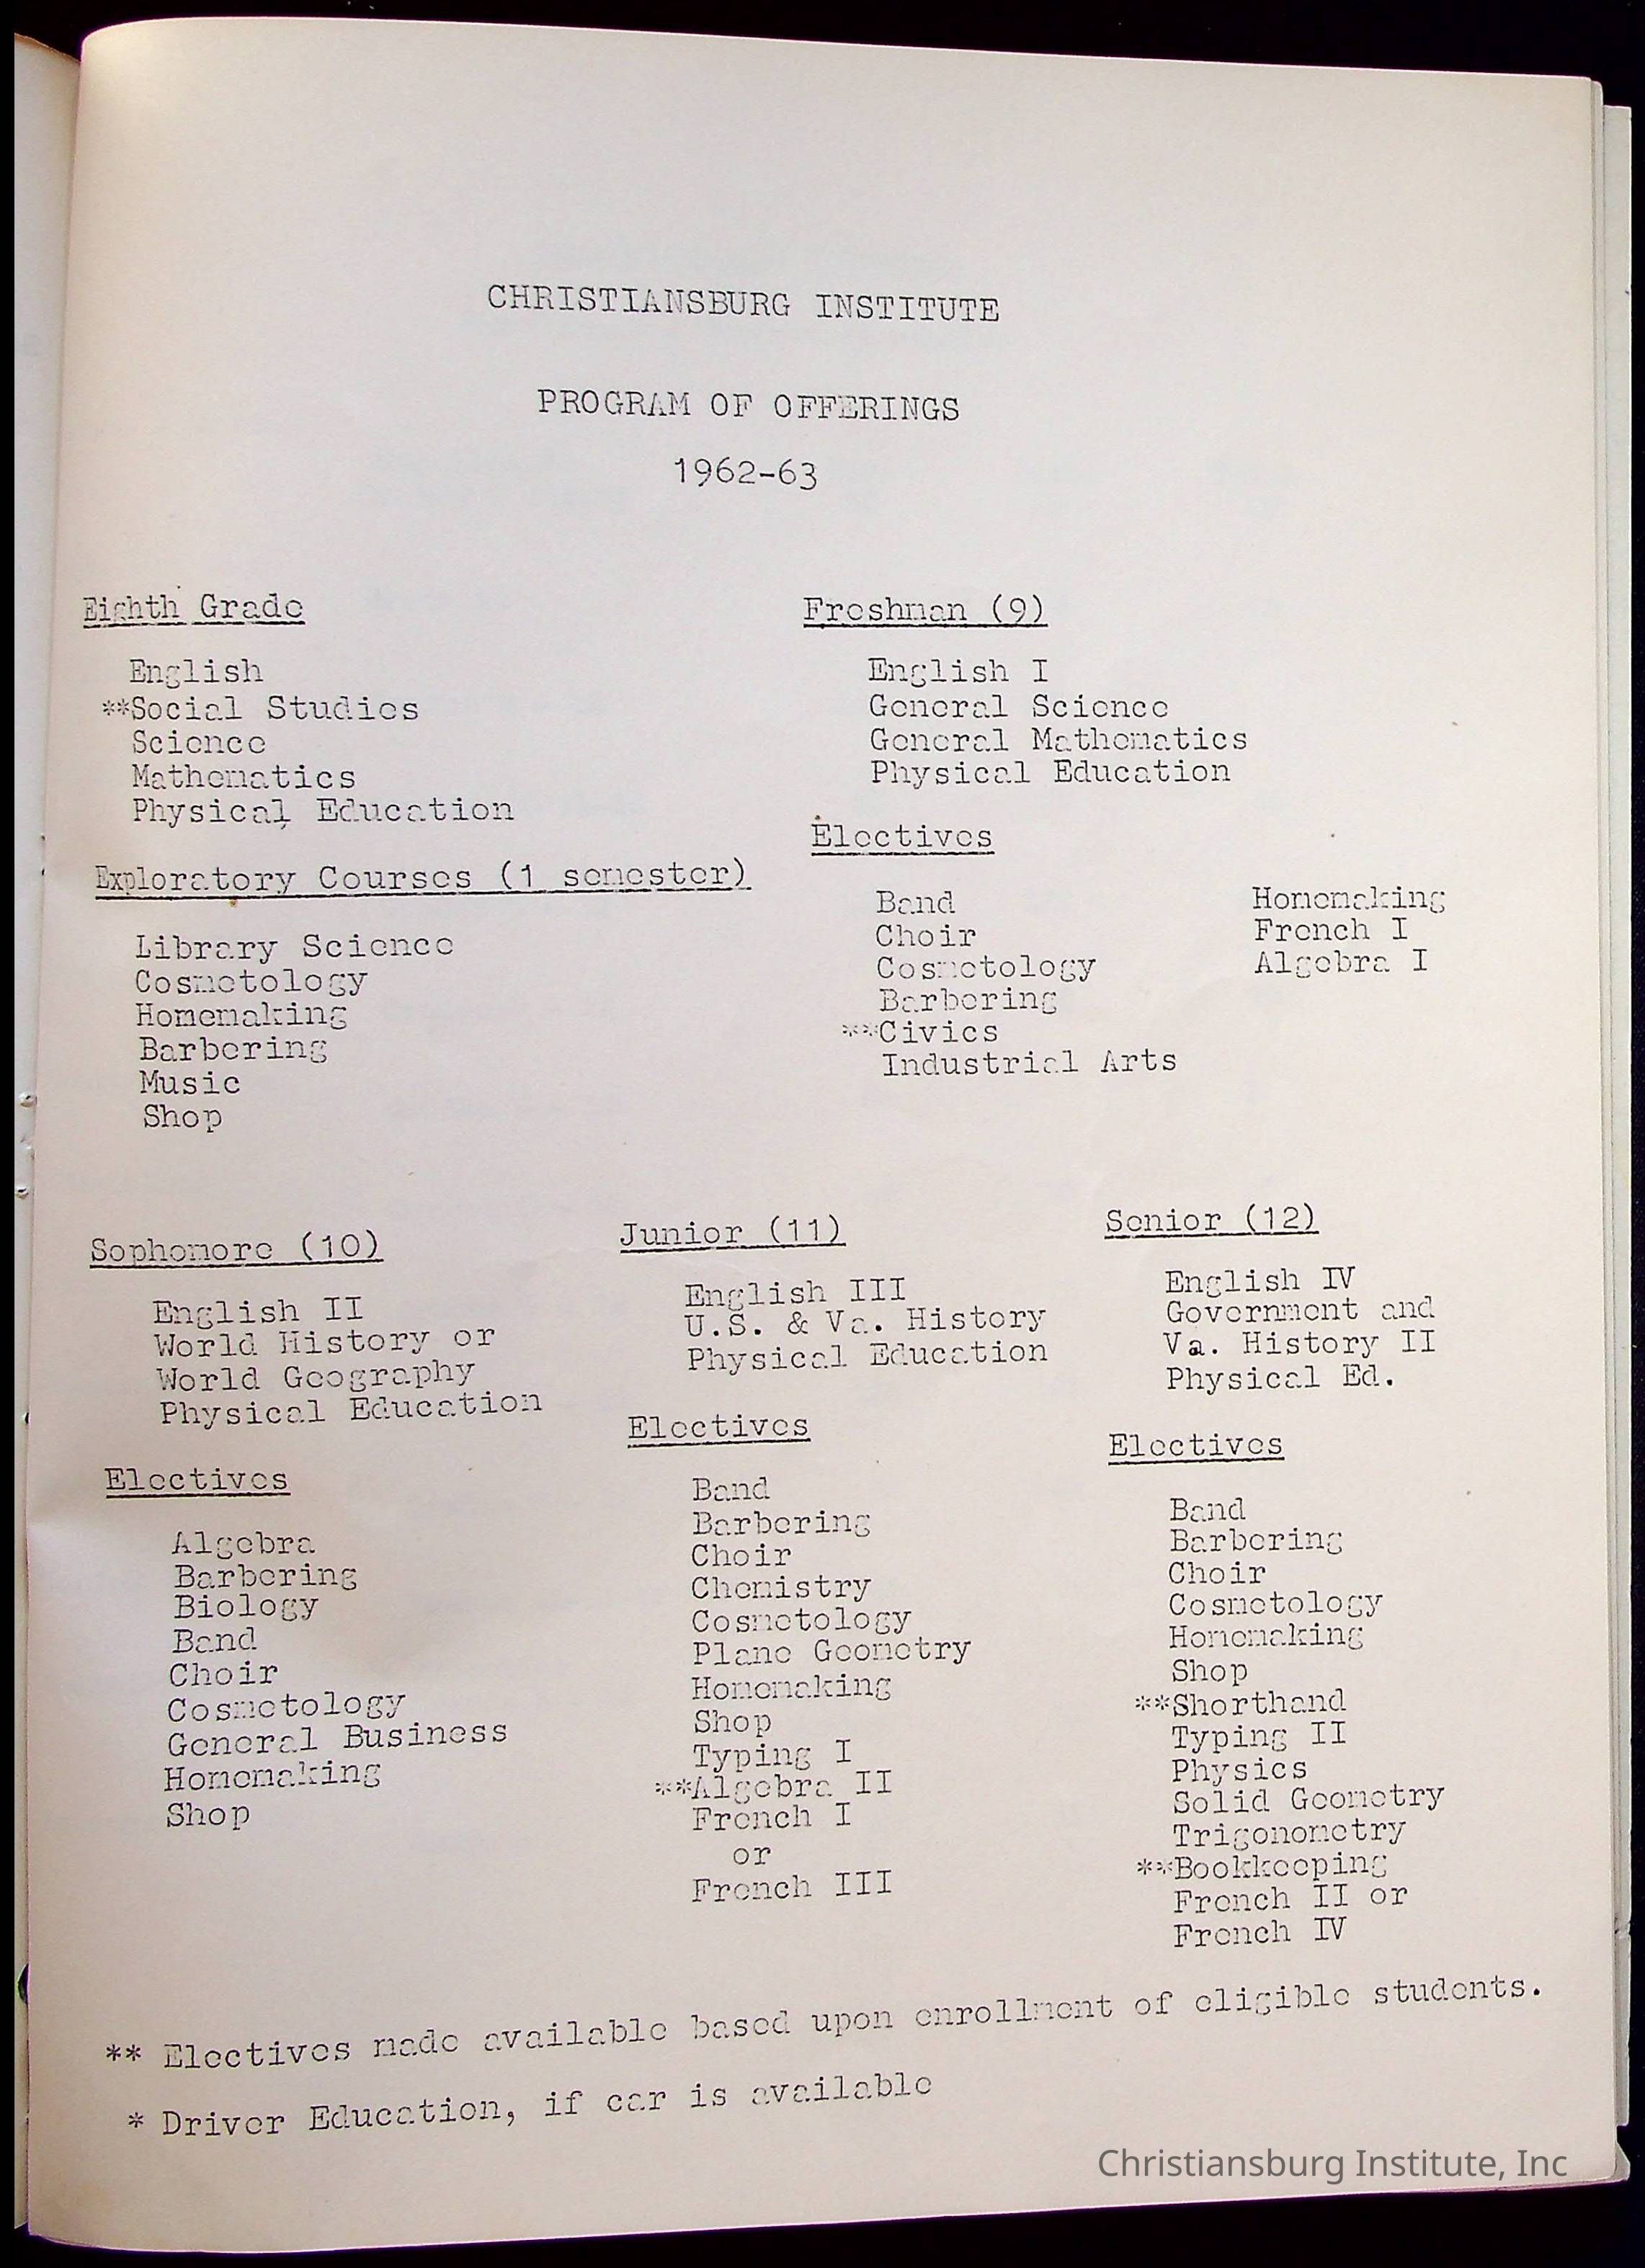 CHRISTIANSBURG INSTITUTE
PROGRAM OF OFFERINGS
1962-63
Eighth Grade
English
**Social Studies
Science
Mathematics
Physical Education
Exploratory Courses (1 semester)
Library Science
Cosmetology
Homemaking
Barbering
Music
Shop
Freshman (9)
English I
General Science
General Mathematics
Physical Education
Electives
Band
Choir
Cosmetology
Barbering
**Civics
Industrial Arts
Homemaking
French I
Algebra I
Sophomore (10)
English II
World History or
World Geography
Physical Education
Electives
Algebra
Barbering
Biology
Band
Choir
Cosmetology
General Business
Homemaking
Shop
Junior (11)
English III
U.S. & Va. History
Physical Education
Electives
Band
Barbering
Choir
Chemistry
Cosmetology
Plane Geometry
Homemaking
Shop
Typing I
**Algebra II
French I
or
French III
Senior (12)
English IV
Government and
Va. History II
Physical Ed.
Electives
Band
Barbering
Choir
Cosmetology
Homemaking
Shop
**Shorthand
Typing II
Physics
Solid Geometry
Trigonometry
**Bookkeeping
French II or
French IV
** Electives made available based upon enrollment of eligible students.
* Driver Education, if car is available
Christiansburg Institute, Inc